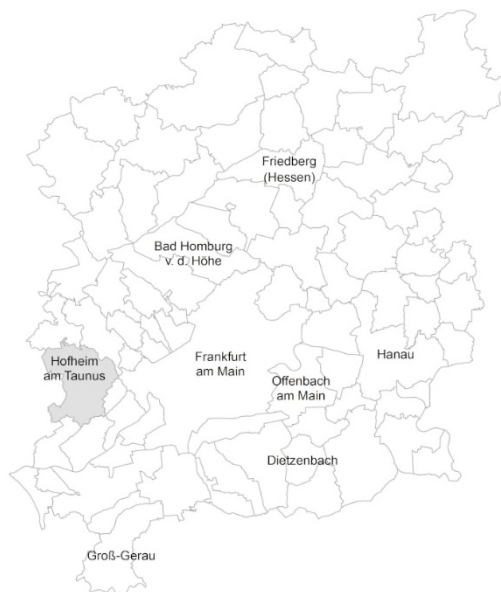 Friedberg
(Hessen)
Bad Homburg
v. d. Höhe
Hofheim
am Taunus
Frankfurt
am Main
Hanau
Offenbach
am Main
Dietzenbach
Groß-Gerau